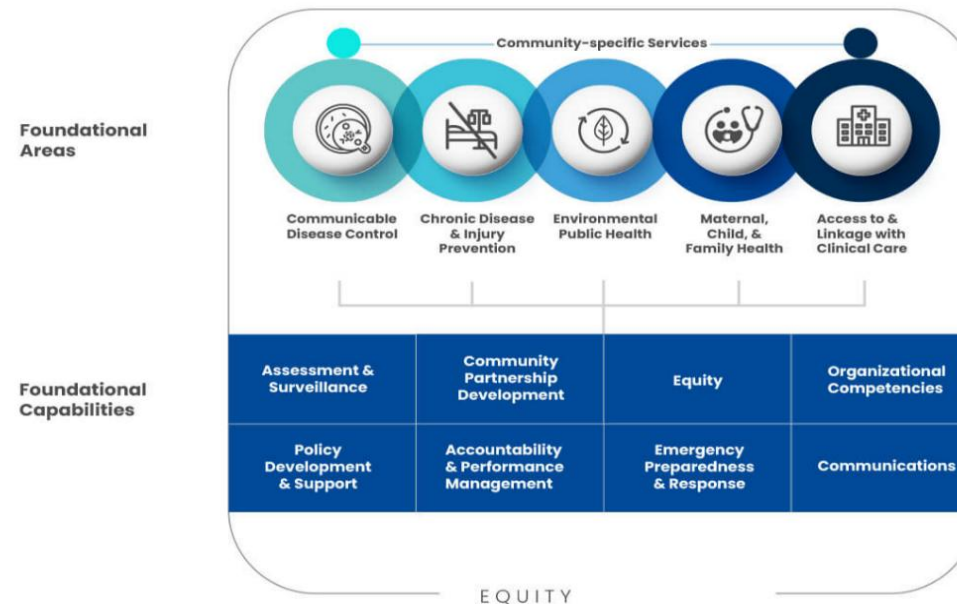 Community-specific Services
Foundational
Areas
Communicable
Disease Control
Chronic Disease
& Injury
Prevention
Environmental
Public Health
Maternal,
Child, &
Family Health
Access to &
Linkage with
Clinical Care
Foundational
Capabilities
Assessment &
Surveillance
Community
Partnership
Development
Equity
Organizational
Competencies
Policy
Development
& Support
Accountability
& Performance
Management
Emergency
Preparedness
& Response
Communications
EQUITY